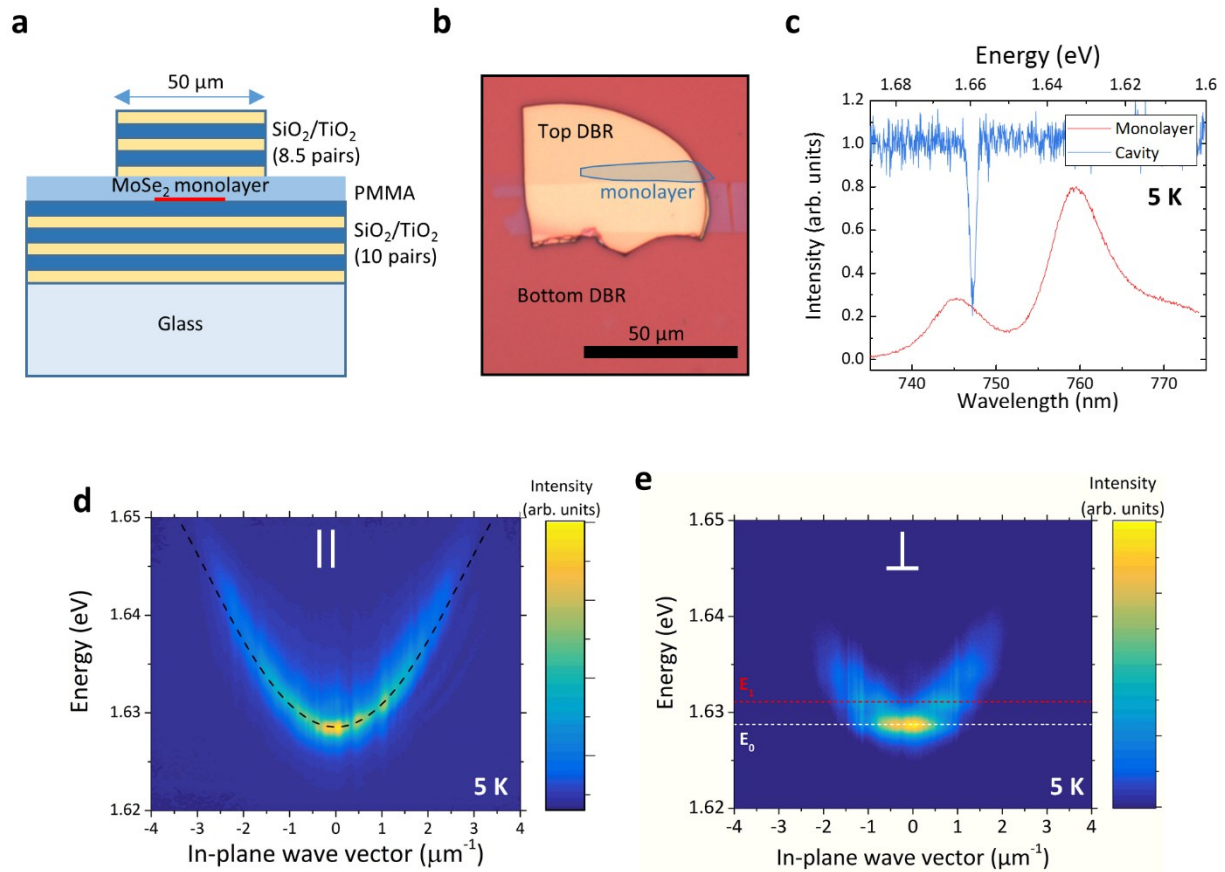 a
50 μm
SiO₂/TiO₂
(8.5 pairs)
MoSe₂ monolayer
PMMA
SiO₂/TiO₂
(10 pairs)
Glass
b
Top DBR
monolayer
Bottom DBR
50 μm
c
Energy (eV)
1.68 1.66 1.64 1.62 1.6
1.2
1.0
0.8
0.6
0.4
0.2
0.0
Intensity (arb. units)
Monolayer
Cavity
5 K
740 750 760 770
Wavelength (nm)
d
Intensity
(arb. units)
1.65
1.64
1.63
1.62
Energy (eV)
||
5 K
-4 -3 -2 -1 0 1 2 3 4
In-plane wave vector (μm⁻¹)
e
Intensity
(arb. units)
1.65
1.64
1.63
1.62
Energy (eV)
⊥
E₁
E₀
5 K
-4 -3 -2 -1 0 1 2 3 4
In-plane wave vector (μm⁻¹)